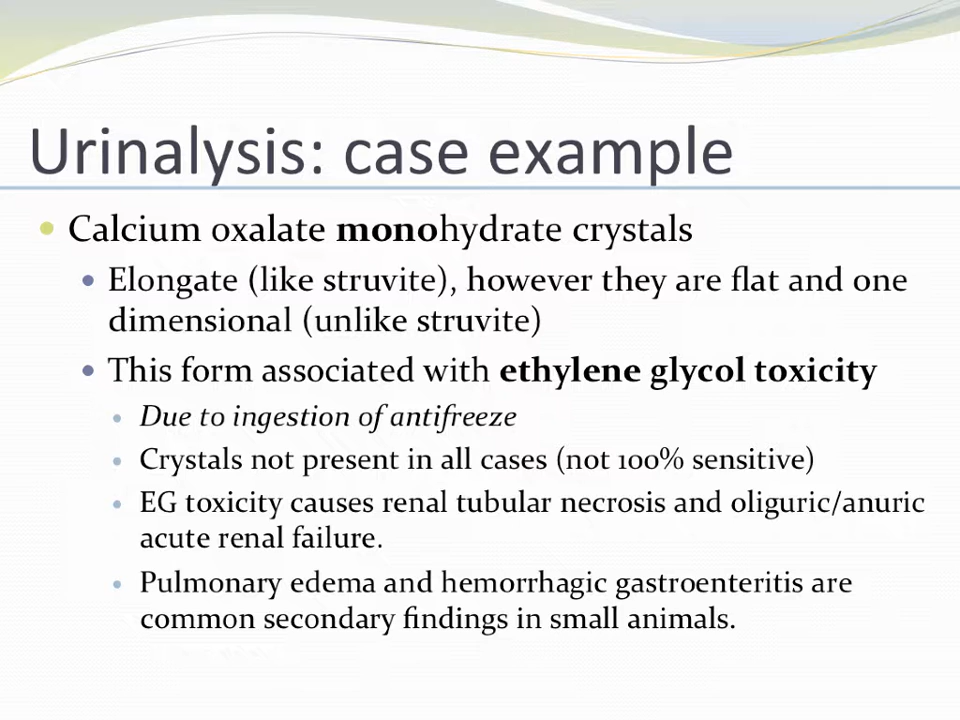 Urinalysis: case example
Calcium oxalate monohydrate crystals
Elongate (like struvite), however they are flat and one
dimensional (unlike struvite)
This form associated with ethylene glycol toxicity
Due to ingestion of antifreeze
Crystals not present in all cases (not 100% sensitive)
EG toxicity causes renal tubular necrosis and oliguric/anuric
acute renal failure.
Pulmonary edema and hemorrhagic gastroenteritis are
common secondary findings in small animals.